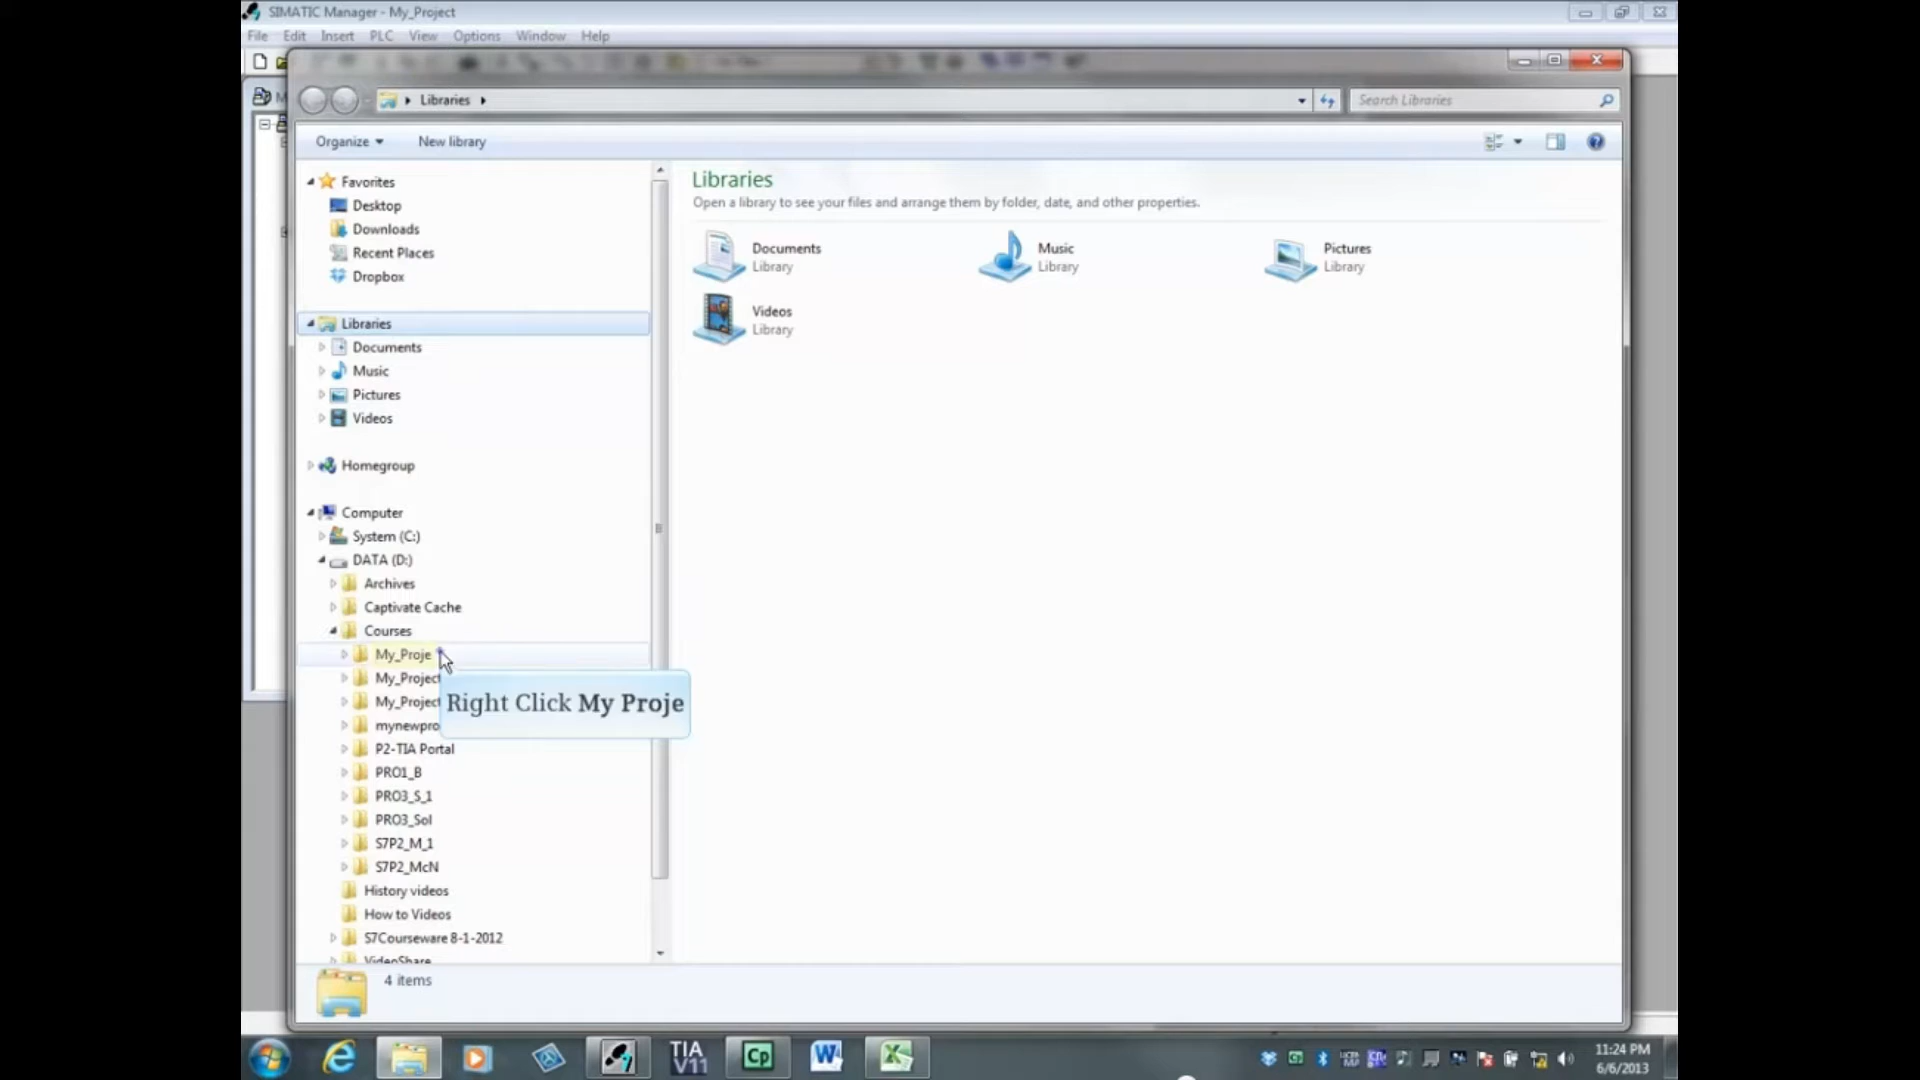 SIMATIC Manager - My_Project
File Edit Insert PLC View Options Window Help
Libraries
Search Libraries
Organize New library
Favorites
Desktop
Downloads
Recent Places
Dropbox
Libraries
Documents
Music
Pictures
Videos
Homegroup
Computer
System (C:)
DATA (D:)
Archives
Captivate Cache
Courses
My_Proje
My_Project
My_Project
mynewpro
P2-TIA Portal
PRO1_B
PRO3_S_1
PRO3_Sol
S7P2_M_1
S7P2_McN
History videos
How to Videos
S7Courseware 8-1-2012
VideoShare
Right Click My Proje
Libraries
Open a library to see your files and arrange them by folder, date, and other properties.
Documents
Library
Music
Library
Pictures
Library
Videos
Library
4 items
TIA
V11
Cp
W
X
11:24 PM
6/6/2013